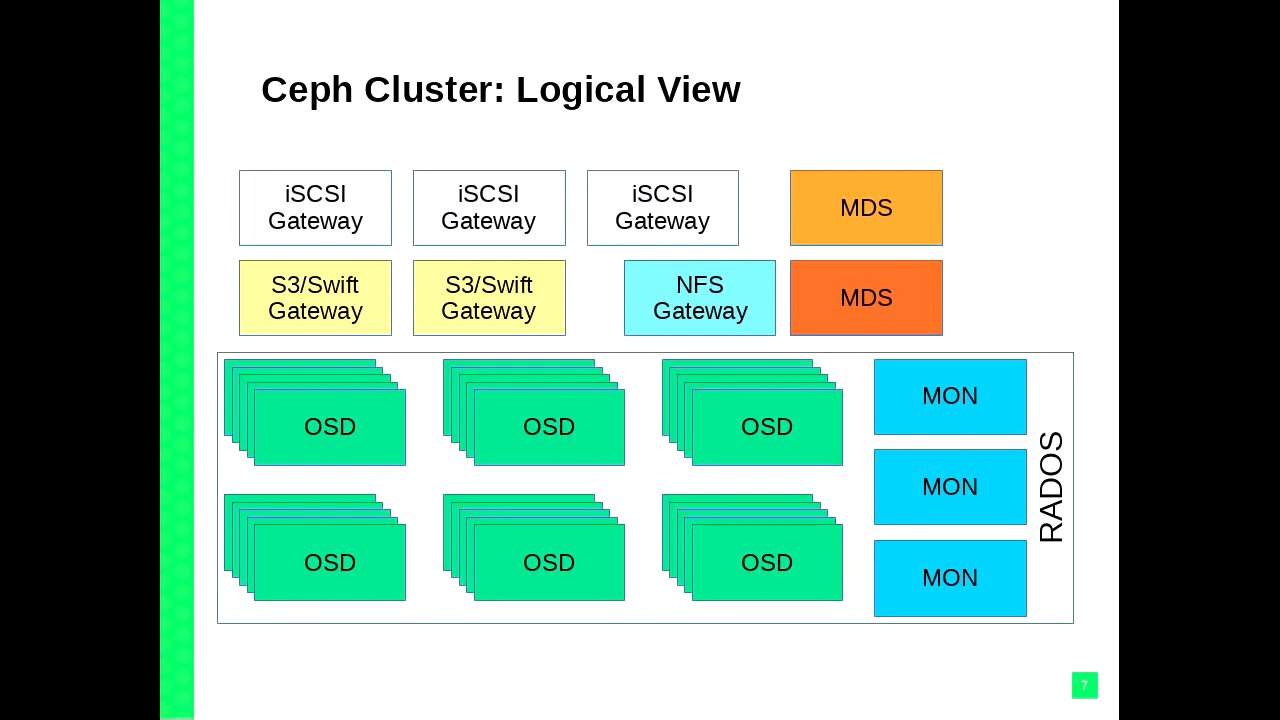 Ceph Cluster: Logical View
iSCSI
Gateway
iSCSI
Gateway
iSCSI
Gateway
MDS
S3/Swift
Gateway
S3/Swift
Gateway
NFS
Gateway
MDS
OSD
OSD
OSD
MON
OSD
OSD
OSD
MON
MON
RADOS
7